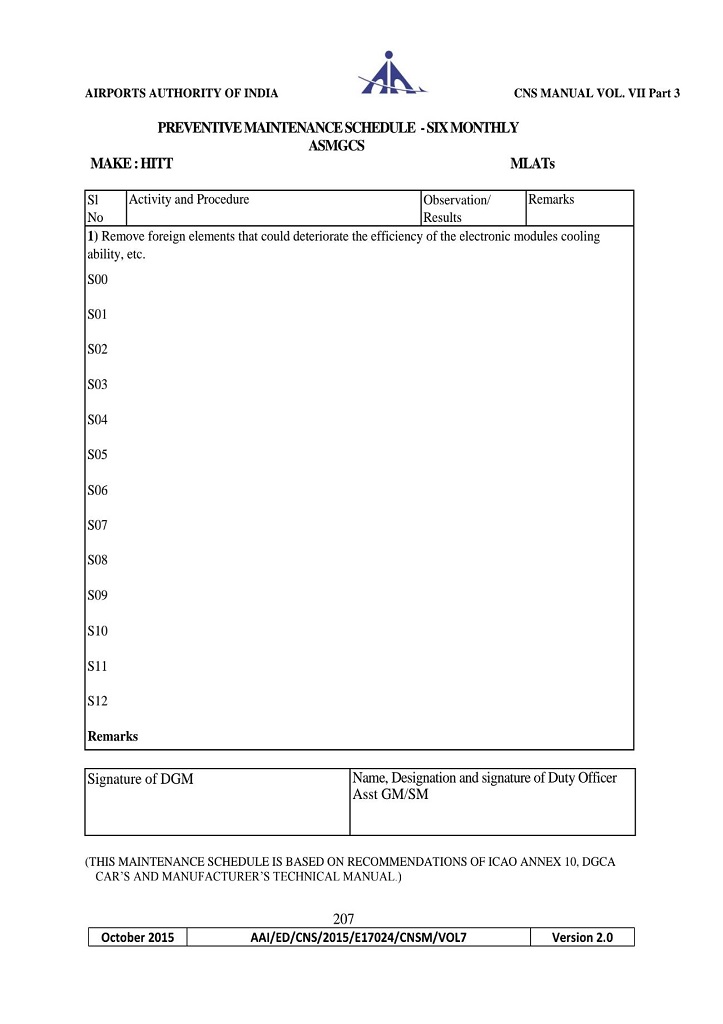 AIRPORTS AUTHORITY OF INDIA
CNS MANUAL VOL. VII Part 3
PREVENTIVE MAINTENANCE SCHEDULE - SIX MONTHLY
ASMGCS
MAKE : HITT
MLATs
Sl No
Activity and Procedure
Observation/ Results
Remarks
1) Remove foreign elements that could deteriorate the efficiency of the electronic modules cooling
ability, etc.
S00
S01
S02
S03
S04
S05
S06
S07
S08
S09
S10
S11
S12
Remarks
Signature of DGM
Name, Designation and signature of Duty Officer
Asst GM/SM
(THIS MAINTENANCE SCHEDULE IS BASED ON RECOMMENDATIONS OF ICAO ANNEX 10, DGCA
CAR’S AND MANUFACTURER’S TECHNICAL MANUAL.)
207
October 2015
AAI/ED/CNS/2015/E17024/CNSM/VOL7
Version 2.0